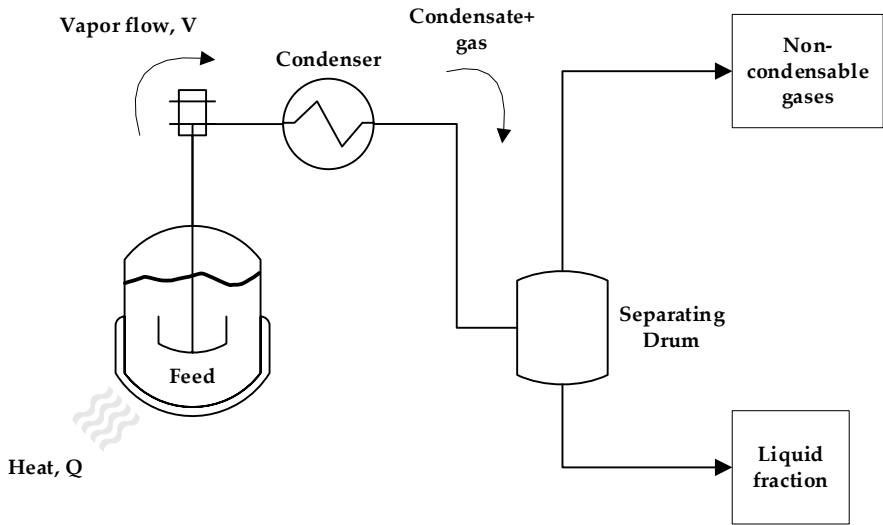 Vapor flow, V
Condensate+
gas
Condenser
Non-
condensable
gases
Separating
Drum
Feed
Heat, Q
Liquid
fraction